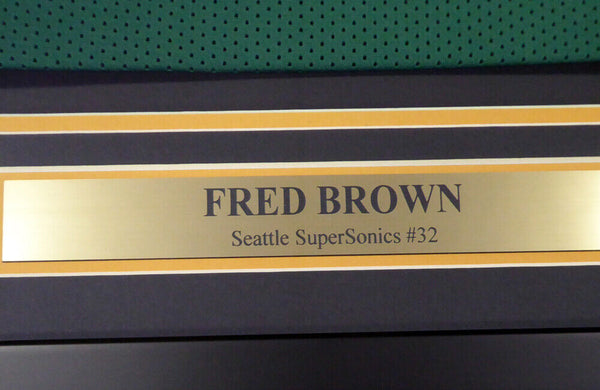 FRED BROWN
Seattle SuperSonics #32